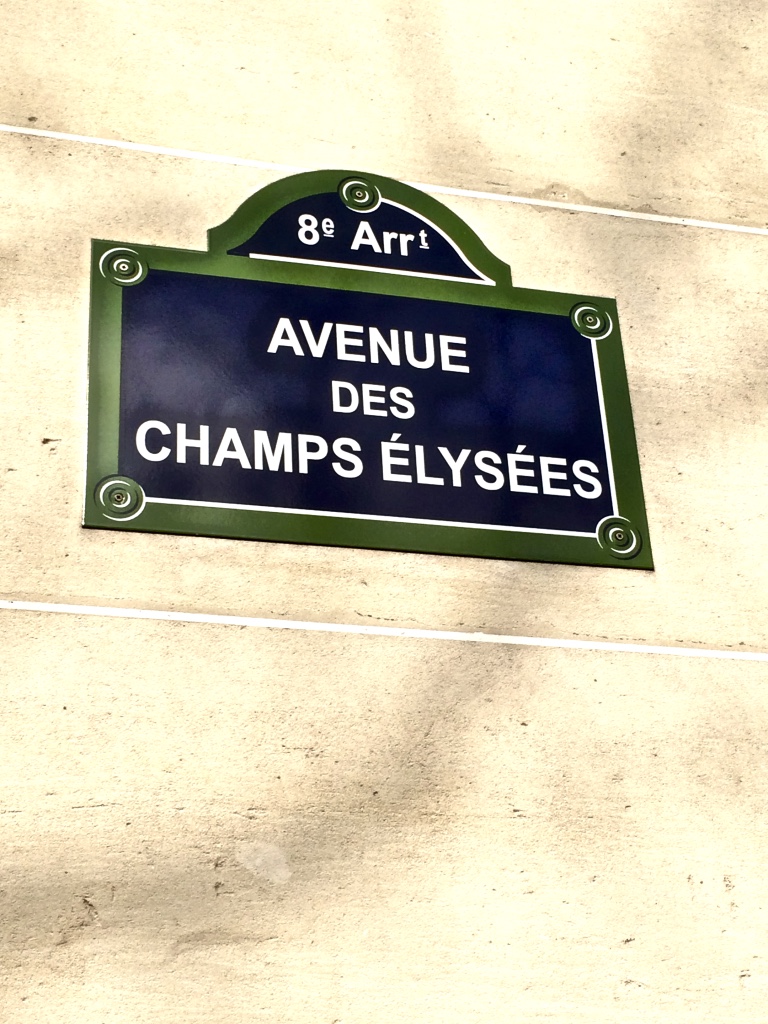 8e Arrt
AVENUE
DES
CHAMPS ÉLYSÉES